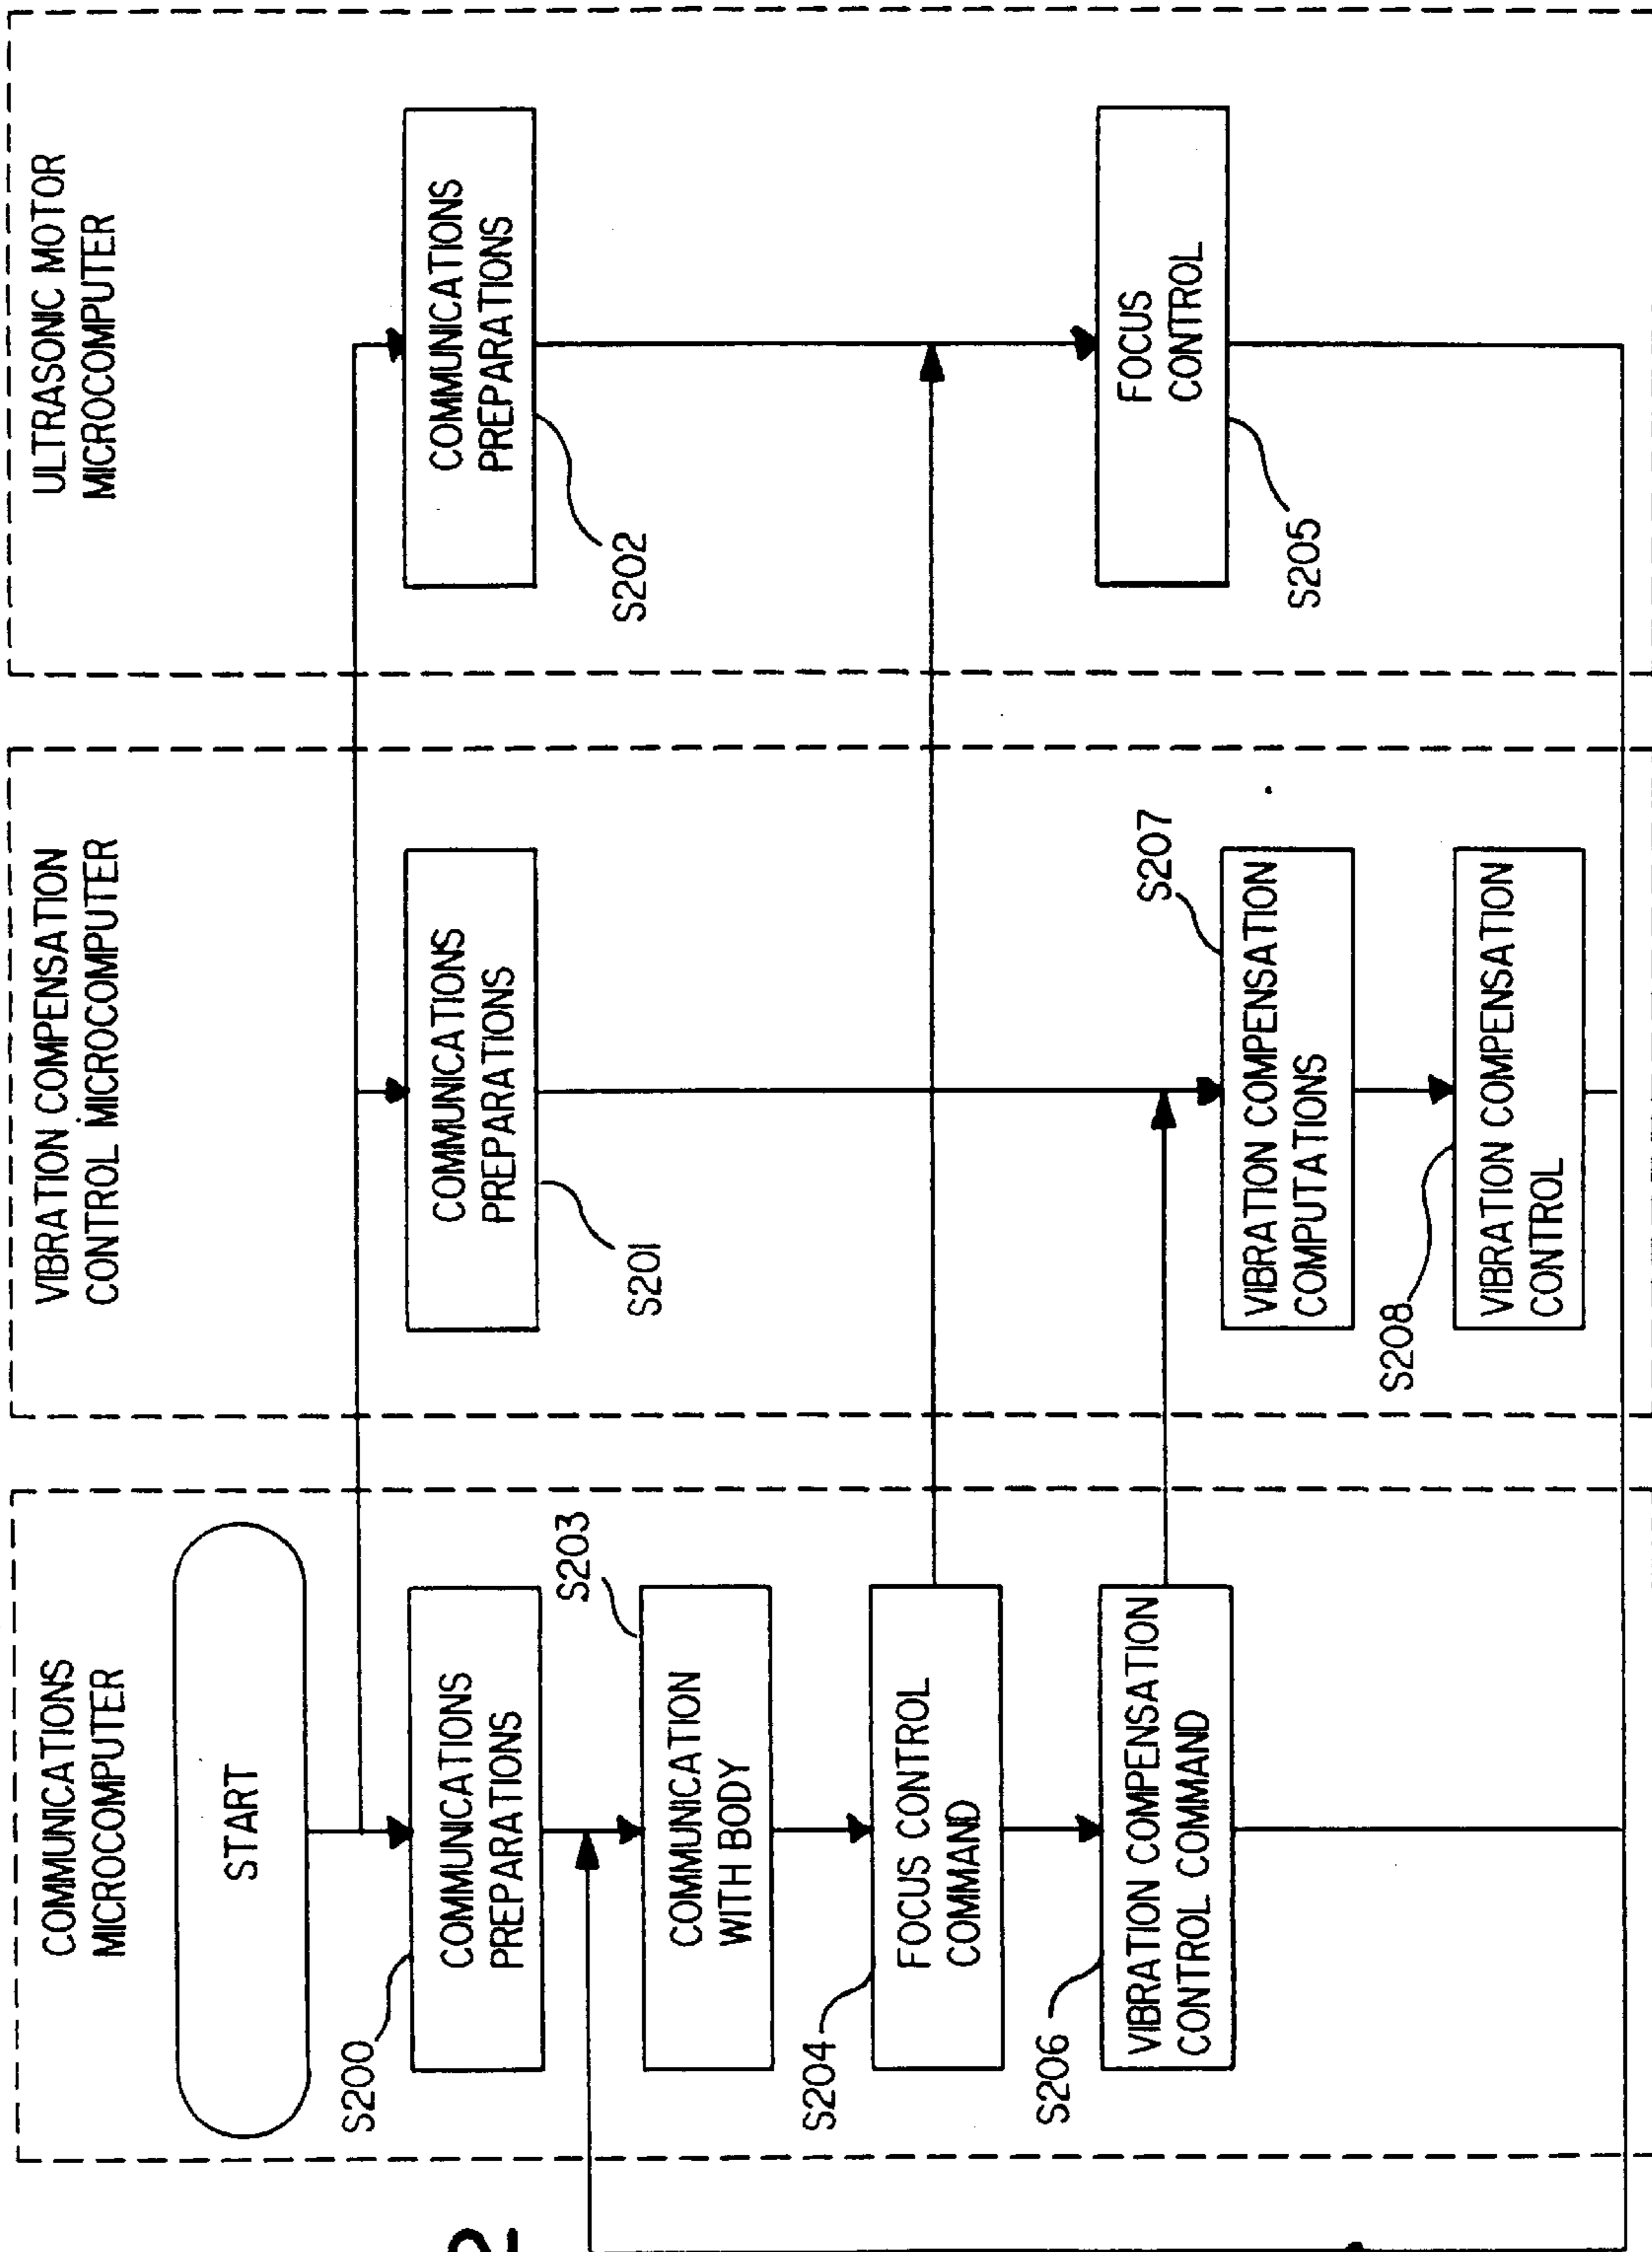 COMMUNICATIONS
MICROCOMPUTER
START
S200
COMMUNICATIONS
PREPARATIONS
S203
COMMUNICATION
WITH BODY
S204
FOCUS CONTROL
COMMAND
S206
VIBRATION COMPENSATION
CONTROL COMMAND
VIBRATION COMPENSATION
CONTROL MICROCOMPUTER
COMMUNICATIONS
PREPARATIONS
S201
S207
VIBRATION COMPENSATION
COMPUTATIONS
S208
VIBRATION COMPENSATION
CONTROL
ULTRASONIC MOTOR
MICROCOMPUTER
COMMUNICATIONS
PREPARATIONS
S202
FOCUS
CONTROL
S205
2